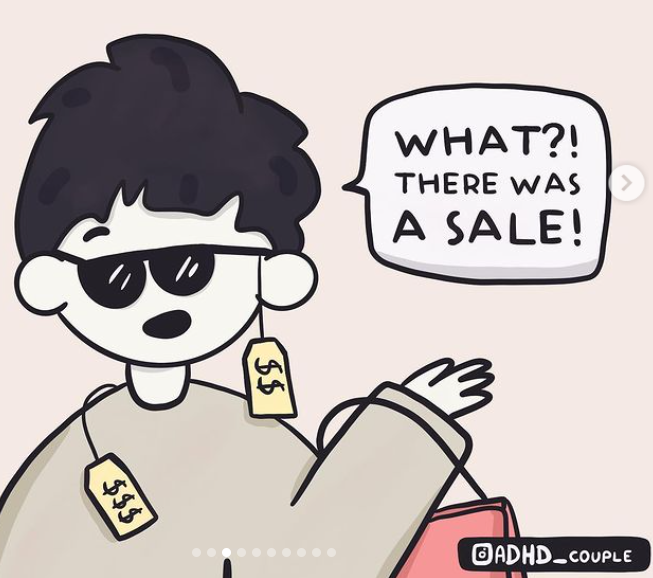 WHAT?!
THERE WAS
A SALE!
$$
$$$
ADHD_COUPLE